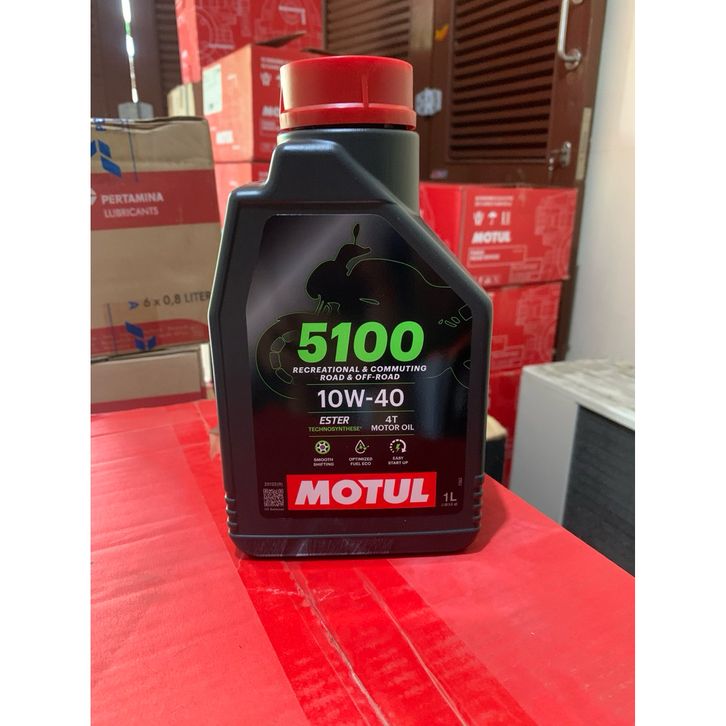 MOTUL
PERTAMINA
LUBRICANTS
6 x 0,8 LITER
MOTUL
5100
RECREATIONAL & COMMUTING
ROAD & OFF-ROAD
10W-40
ESTER
TECHNOSYNTHESE®
4T
MOTOR OIL
SMOOTH
SHIFTING
OPTIMIZED
FUEL ECO
EASY
START UP
MOTUL
1L